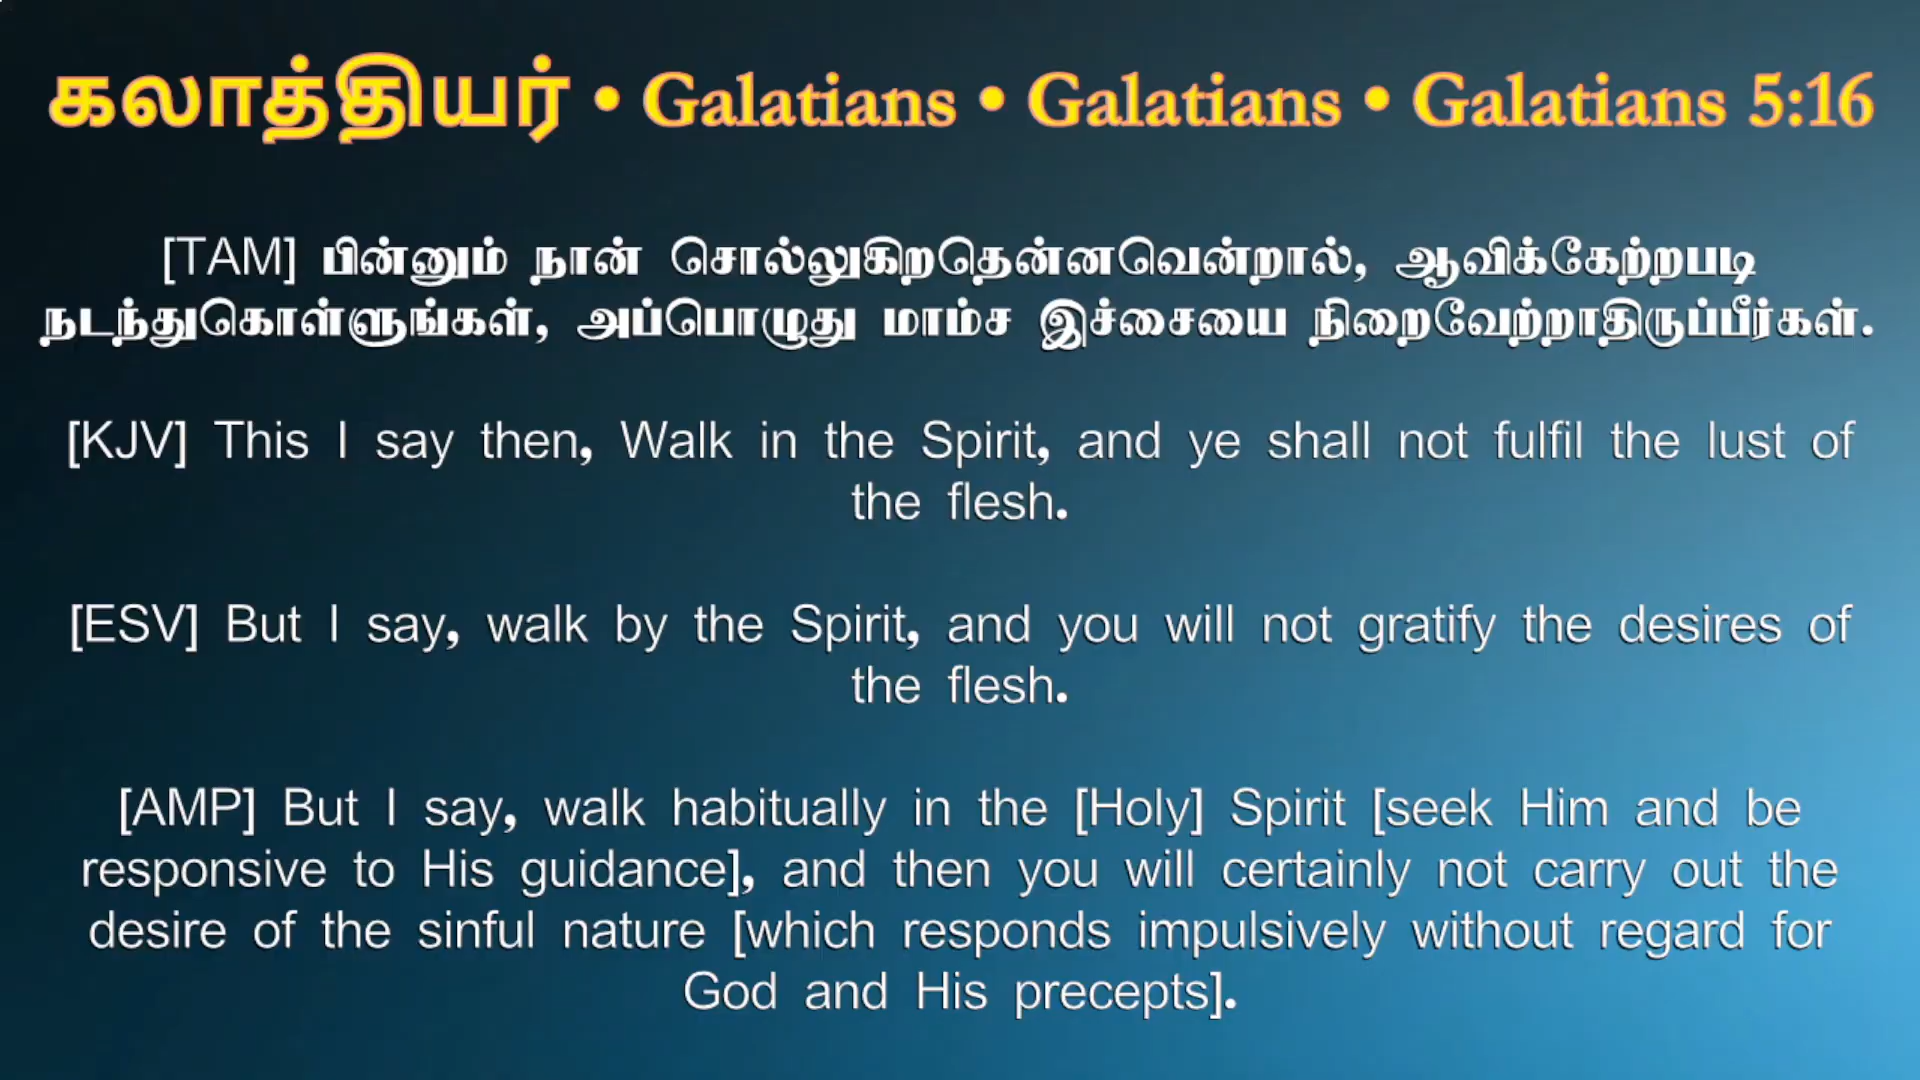 கலாத்தியர் • Galatians • Galatians • Galatians 5:16
[TAM] பின்னும் நான் சொல்லுகிறதென்னவென்றால், ஆவிக்கேற்றபடி
நடந்துகொள்ளுங்கள், அப்பொழுது மாம்ச இச்சையை நிறைவேற்றாதிருப்பீர்கள்.
[KJV] This I say then, Walk in the Spirit, and ye shall not fulfil the lust of
the flesh.
[ESV] But I say, walk by the Spirit, and you will not gratify the desires of
the flesh.
[AMP] But I say, walk habitually in the [Holy] Spirit [seek Him and be
responsive to His guidance], and then you will certainly not carry out the
desire of the sinful nature [which responds impulsively without regard for
God and His precepts].